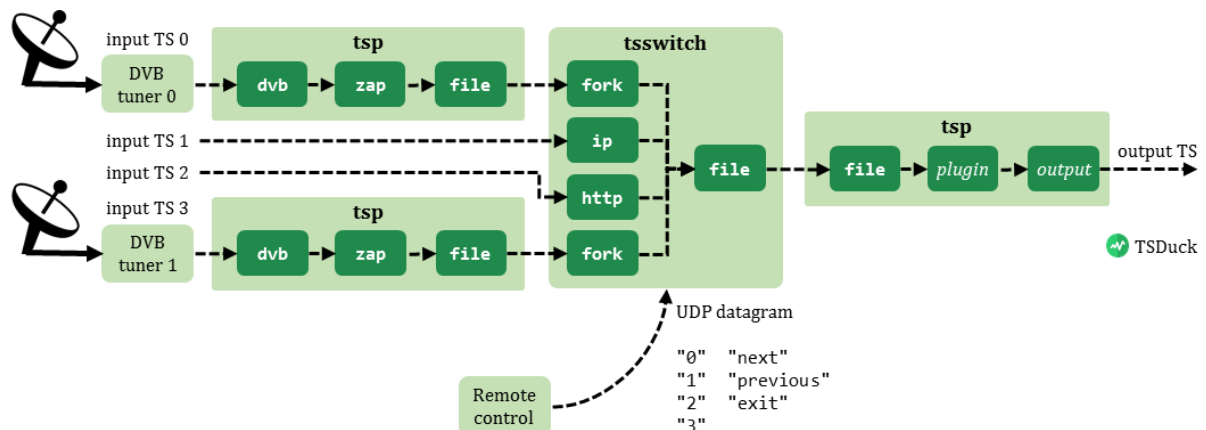 input TS 0
DVB
tuner 0
tsp
dvb
zap
file
tsswitch
fork
input TS 1
ip
input TS 2
http
input TS 3
DVB
tuner 1
tsp
dvb
zap
file
fork
file
tsp
file
plugin
output
output TS
TSDuck
UDP datagram
"0" "next"
"1" "previous"
"2" "exit"
"3"
Remote
control